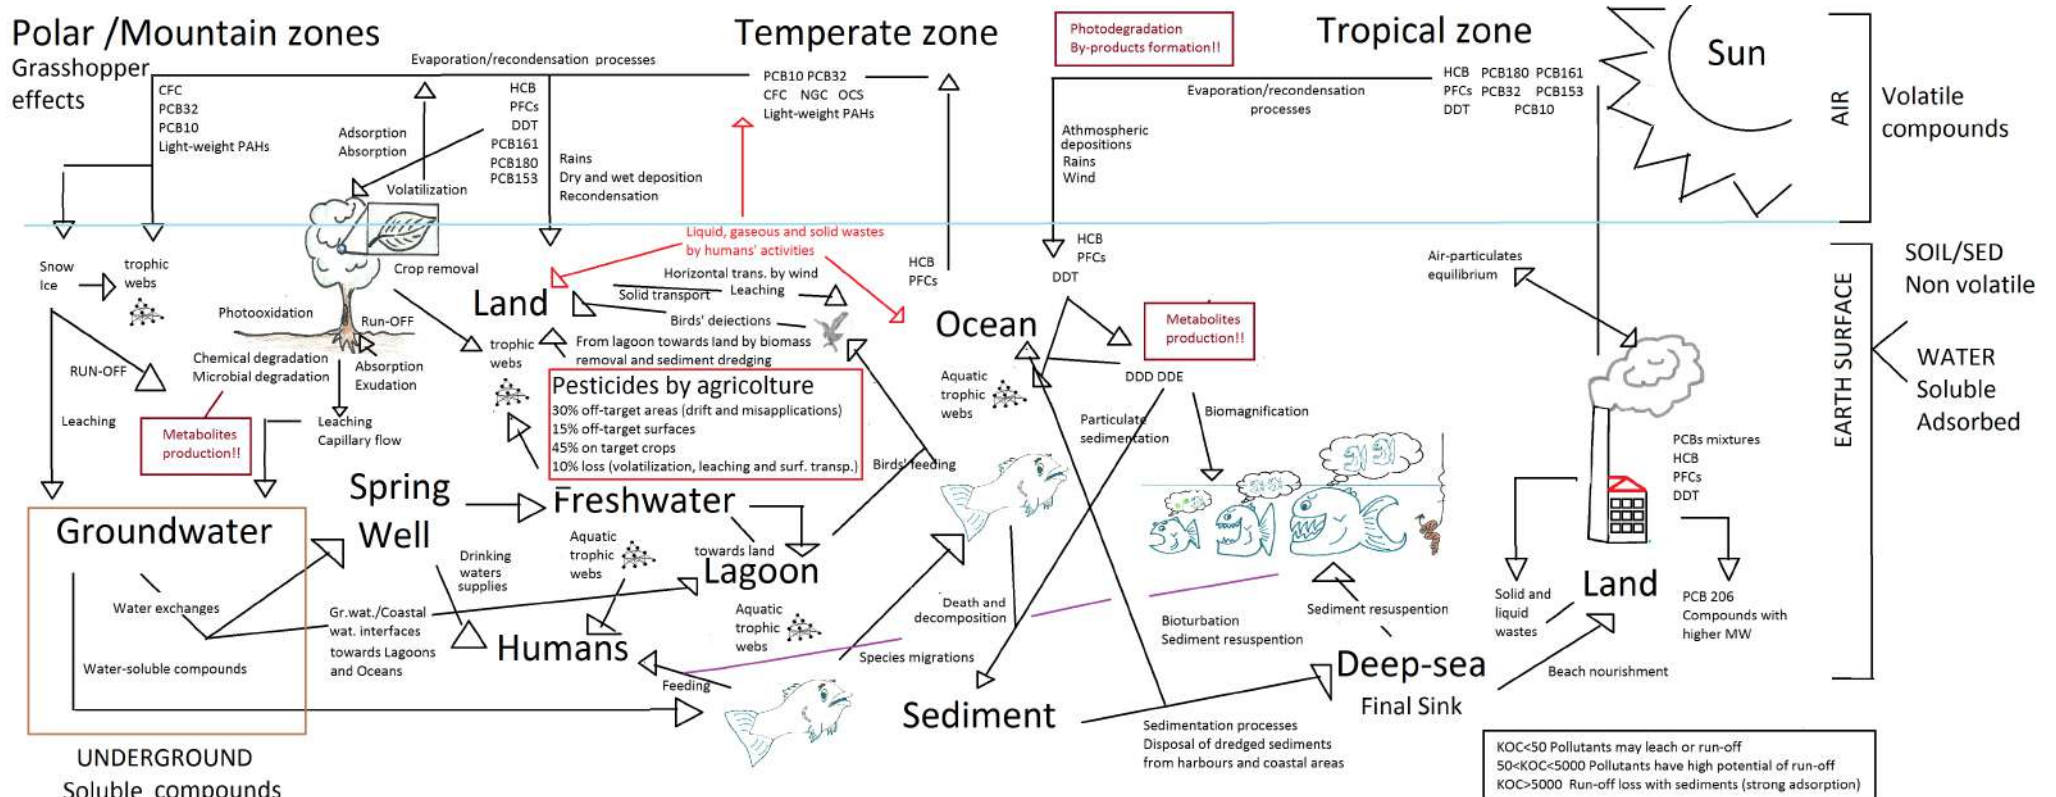 Polar /Mountain zones
Grasshopper
effects
Evaporation/recondensation processes
CFC
PCB32
PCB10
Light-weight PAHs
Adsorption
Absorption
Volatilization
HCB
PFCs
DDT
PCB161
PCB180
PCB153
Rains
Dry and wet deposition
Recondensation
Temperate zone
PCB10 PCB32
CFC NGC OCS
Light-weight PAHs
Photodegradation
By-products formation!!
Tropical zone
Evaporation/recondensation
processes
HCB PCB180 PCB161
PFCs PCB32 PCB153
DDT PCB10
Athmospheric
depositions
Rains
Wind
Sun
AIR
Volatile
compounds
Snow
Ice
trophic
webs
RUN-OFF
Leaching
Photooxidation
Crop removal
Run-OFF
Chemical degradation
Microbial degradation
Absorption
Exudation
Metabolites
production!!
Leaching
Capillary flow
trophic
webs
Land
Liquid, gaseous and solid wastes
by humans' activities
Horizontal trans. by wind
Solid transport Leaching
Birds' dejections
From lagoon towards land by biomass
removal and sediment dredging
Pesticides by agricolture
30% off-target areas (drift and misapplications)
15% off-target surfaces
45% on target crops
10% loss (volatilization, leaching and surf. transp.)
Birds' feeding
HCB
PFCs
Ocean
Aquatic
trophic
webs
HCB
PFCs
DDT
Metabolites
production!!
DDD DDE
Particulate
sedimentation
Biomagnification
Air-particulates
equilibrium
EARTH SURFACE
SOIL/SED
Non volatile
WATER
Soluble
Adsorbed
PCBs mixtures
HCB
PFCs
DDT
Solid and
liquid
wastes
Land
PCB 206
Compounds with
higher MW
Beach nourishment
Groundwater
Water exchanges
Water-soluble compounds
UNDERGROUND
Soluble compounds
Spring
Well
Freshwater
Drinking
waters
supplies
Aquatic
trophic
webs
towards land
Lagoon
Gr.wat./Coastal
wat. interfaces
towards Lagoons
and Oceans
Humans
Aquatic
trophic
webs
Feeding
Species migrations
Death and
decomposition
Sediment
Bioturbation
Sediment resuspention
Sediment resuspention
Deep-sea
Final Sink
Sedimentation processes
Disposal of dredged sediments
from harbours and coastal areas
KOC<50 Pollutants may leach or run-off
50<KOC<5000 Pollutants have high potential of run-off
KOC>5000 Run-off loss with sediments (strong adsorption)